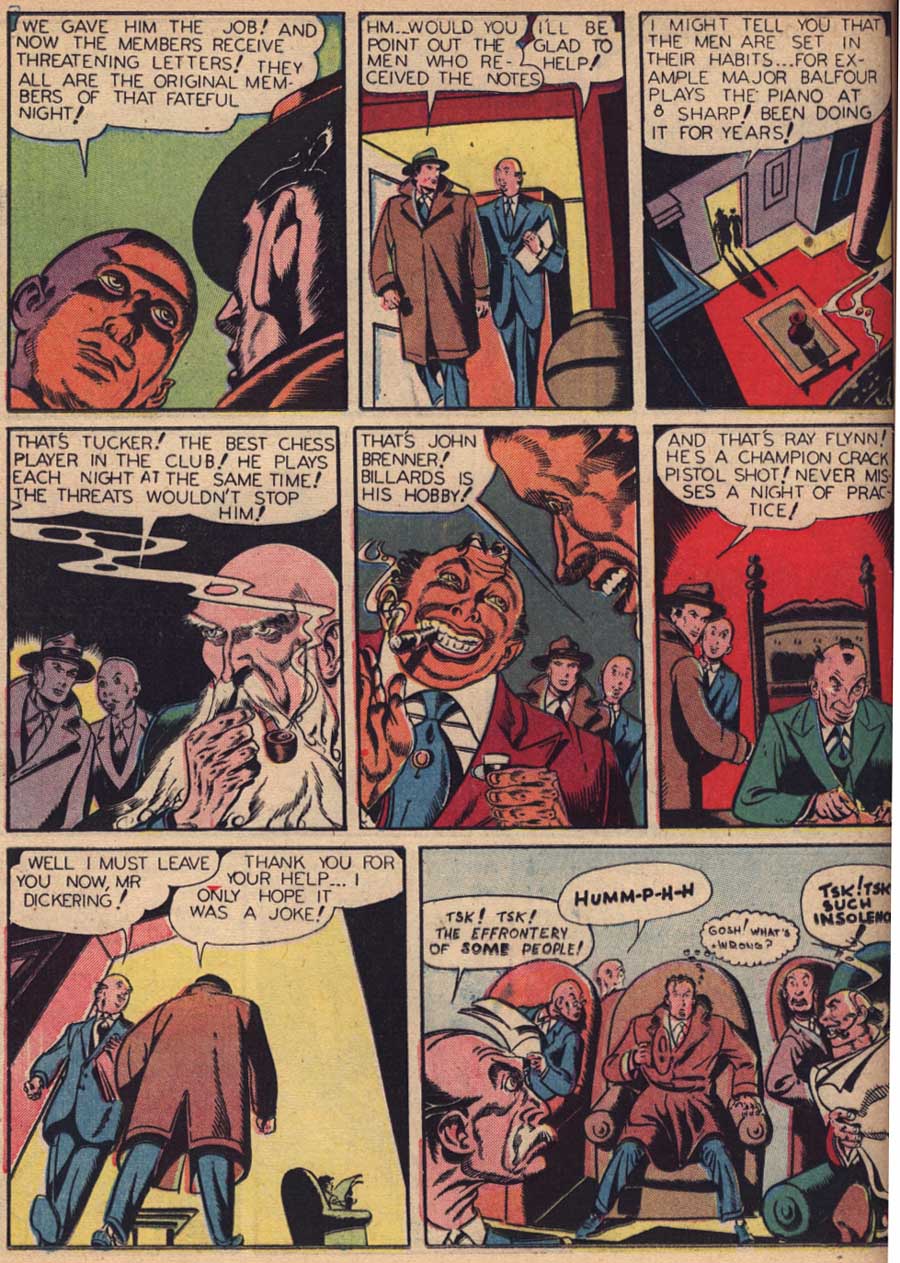 WE GAVE HIM THE JOB! AND
NOW THE MEMBERS RECEIVE
THREATENING LETTERS! THEY
ALL ARE THE ORIGINAL MEM-
BERS OF THAT FATEFUL
NIGHT!
HM...WOULD YOU
POINT OUT THE
MEN WHO RE-
CEIVED THE NOTES
I'LL BE
GLAD TO
HELP!
I MIGHT TELL YOU THAT
THE MEN ARE SET IN
THEIR HABITS...FOR EX-
AMPLE MAJOR BALFOUR
PLAYS THE PIANO AT
8 SHARP! BEEN DOING
IT FOR YEARS!
THAT'S TUCKER! THE BEST CHESS
PLAYER IN THE CLUB! HE PLAYS
EACH NIGHT AT THE SAME TIME!
THE THREATS WOULDN'T STOP
HIM!
THAT'S JOHN
BRENNER!
BILLARDS IS
HIS HOBBY!
AND THAT'S RAY FLYNN!
HE'S A CHAMPION CRACK
PISTOL SHOT! NEVER MIS-
SES A NIGHT OF PRAC-
TICE!
WELL I MUST LEAVE
YOU NOW, MR
DICKERING!
THANK YOU FOR
YOUR HELP... I
ONLY HOPE IT
WAS A JOKE!
TSK! TSK!
THE EFFRONTERY
OF SOME PEOPLE!
HUMM-P-H-H
GOSH! WHAT'S
WRONG?
TSK! TSK
SUCH
INSOLENC